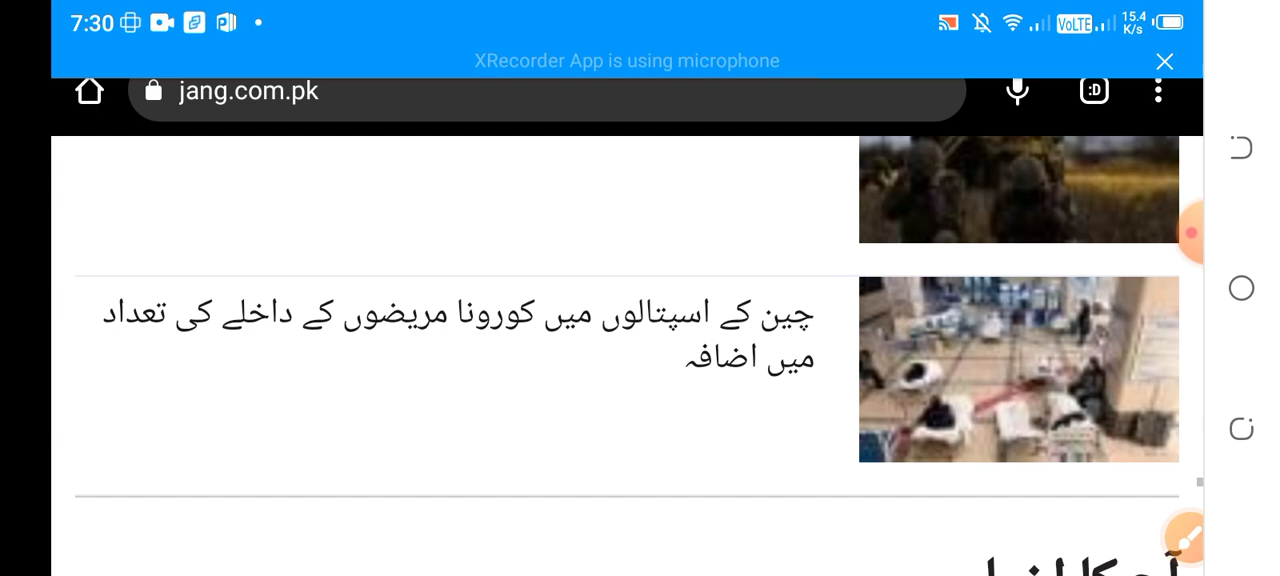 7:30
VoLTE
15.4
K/s
XRecorder App is using microphone
jang.com.pk
:D
چین کے اسپتالوں میں کورونا مریضوں کے داخلے کی تعداد
میں اضافہ